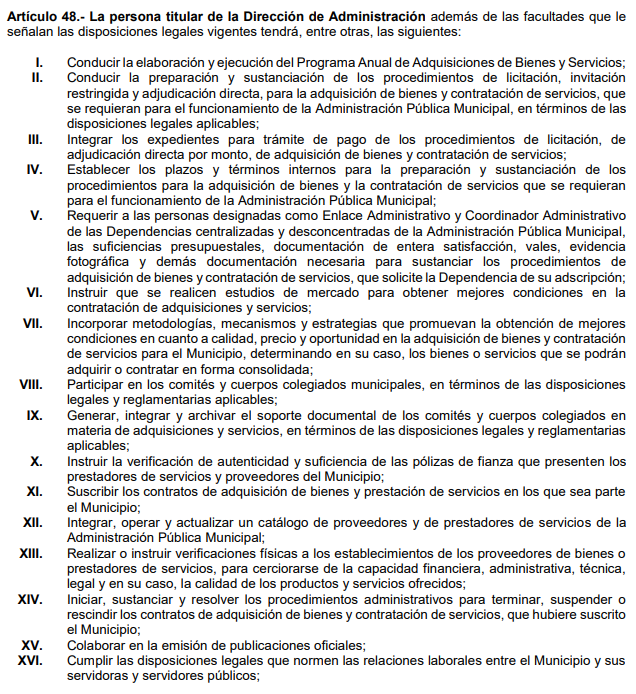 Artículo 48.- La persona titular de la Dirección de Administración además de las facultades que le
señalan las disposiciones legales vigentes tendrá, entre otras, las siguientes:
I. Conducir la elaboración y ejecución del Programa Anual de Adquisiciones de Bienes y Servicios;
II. Conducir la preparación y sustanciación de los procedimientos de licitación, invitación
restringida y adjudicación directa, para la adquisición de bienes y contratación de servicios, que
se requieran para el funcionamiento de la Administración Pública Municipal, en términos de las
disposiciones legales aplicables;
III. Integrar los expedientes para trámite de pago de los procedimientos de licitación, de
adjudicación directa por monto, de adquisición de bienes y contratación de servicios;
IV. Establecer los plazos y términos internos para la preparación y sustanciación de los
procedimientos para la adquisición de bienes y la contratación de servicios que se requieran
para el funcionamiento de la Administración Pública Municipal;
V. Requerir a las personas designadas como Enlace Administrativo y Coordinador Administrativo
de las Dependencias centralizadas y desconcentradas de la Administración Pública Municipal,
las suficiencias presupuestales, documentación de entera satisfacción, vales, evidencia
fotográfica y demás documentación necesaria para sustanciar los procedimientos de
adquisición de bienes y contratación de servicios, que solicite la Dependencia de su adscripción;
VI. Instruir que se realicen estudios de mercado para obtener mejores condiciones en la
contratación de adquisiciones y servicios;
VII. Incorporar metodologías, mecanismos y estrategias que promuevan la obtención de mejores
condiciones en cuanto a calidad, precio y oportunidad en la adquisición de bienes y contratación
de servicios para el Municipio, determinando en su caso, los bienes o servicios que se podrán
adquirir o contratar en forma consolidada;
VIII. Participar en los comités y cuerpos colegiados municipales, en términos de las disposiciones
legales y reglamentarias aplicables;
IX. Generar, integrar y archivar el soporte documental de los comités y cuerpos colegiados en
materia de adquisiciones y servicios, en términos de las disposiciones legales y reglamentarias
aplicables;
X. Instruir la verificación de autenticidad y suficiencia de las pólizas de fianza que presenten los
prestadores de servicios y proveedores del Municipio;
XI. Suscribir los contratos de adquisición de bienes y prestación de servicios en los que sea parte
el Municipio;
XII. Integrar, operar y actualizar un catálogo de proveedores y de prestadores de servicios de la
Administración Pública Municipal;
XIII. Realizar o instruir verificaciones físicas a los establecimientos de los proveedores de bienes o
prestadores de servicios, para cerciorarse de la capacidad financiera, administrativa, técnica,
legal y en su caso, la calidad de los productos y servicios ofrecidos;
XIV. Iniciar, sustanciar y resolver los procedimientos administrativos para terminar, suspender o
rescindir los contratos de adquisición de bienes y contratación de servicios, que hubiere suscrito
el Municipio;
XV. Colaborar en la emisión de publicaciones oficiales;
XVI. Cumplir las disposiciones legales que normen las relaciones laborales entre el Municipio y sus
servidoras y servidores públicos;